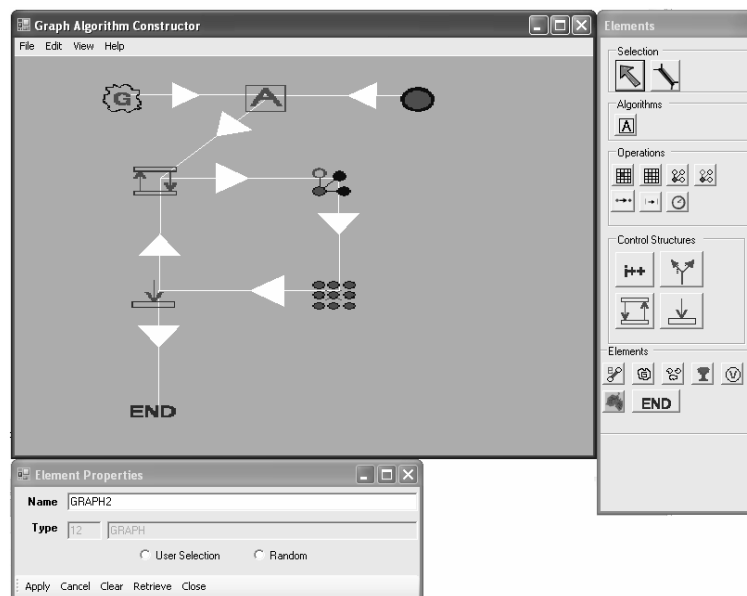 Graph Algorithm Constructor
File Edit View Help
G
A
END
Elements
Selection
Algorithms
A
Operations
Control Structures
i++
Elements
V
END
Element Properties
Name GRAPH2
Type 12 GRAPH
User Selection Random
Apply Cancel Clear Retrieve Close